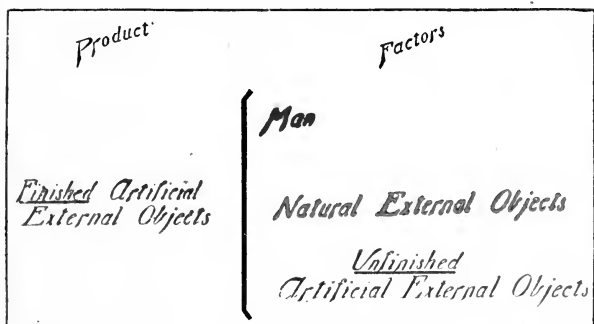 Product
Factors
Man
Finished Artificial
External Objects
Natural External Objects
Unfinished
Artificial External Objects